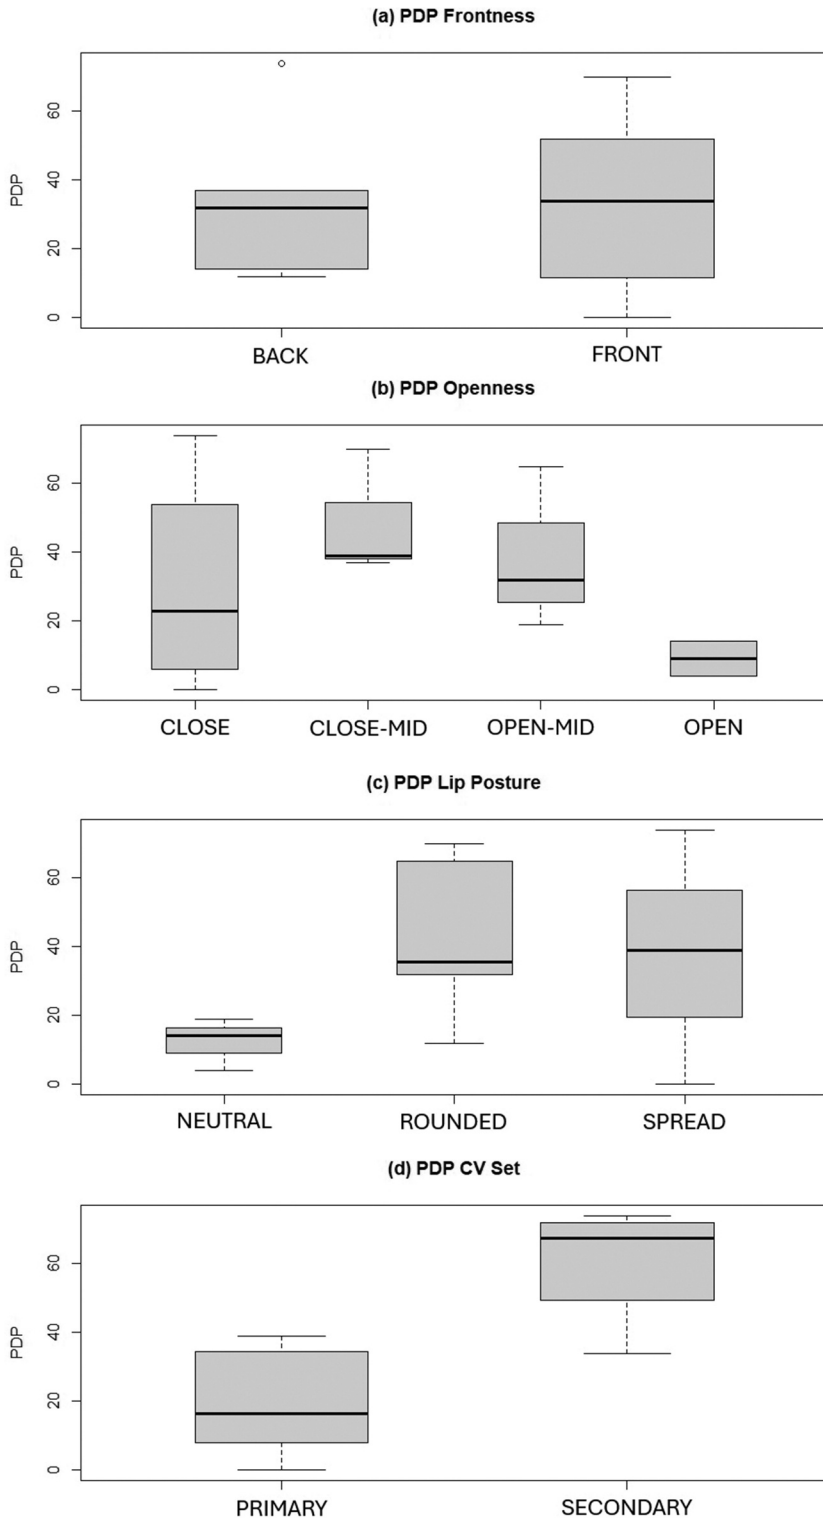 (a) PDP Frontness
PDP
60
40
20
0
BACK FRONT
(b) PDP Openness
PDP
60
40
20
0
CLOSE CLOSE-MID OPEN-MID OPEN
(c) PDP Lip Posture
PDP
60
40
20
0
NEUTRAL ROUNDED SPREAD
(d) PDP CV Set
PDP
60
40
20
0
PRIMARY SECONDARY